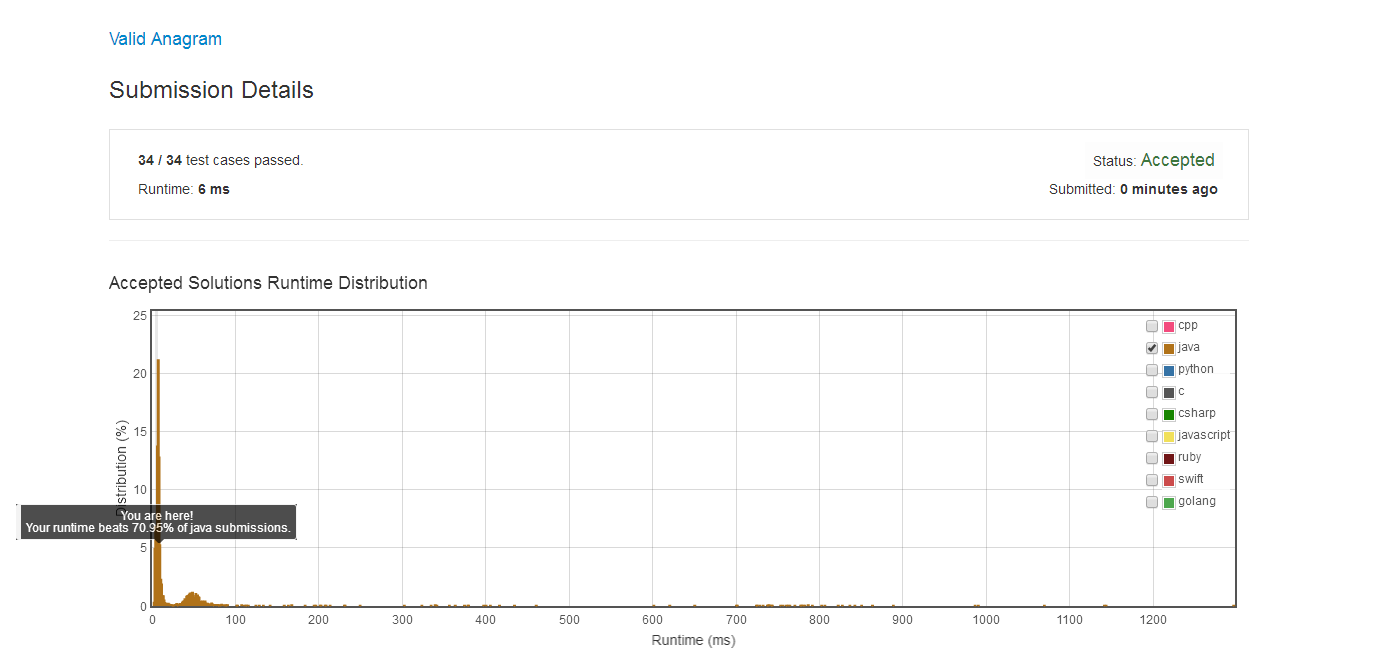 Valid Anagram
Submission Details
34 / 34 test cases passed.
Status: Accepted
Runtime: 6 ms
Submitted: 0 minutes ago
Accepted Solutions Runtime Distribution
25
20
15
10
5
0
Distribution (%)
You are here!
Your runtime beats 70.95% of java submissions.
cpp
java
python
c
csharp
javascript
ruby
swift
golang
0 100 200 300 400 500 600 700 800 900 1000 1100 1200
Runtime (ms)